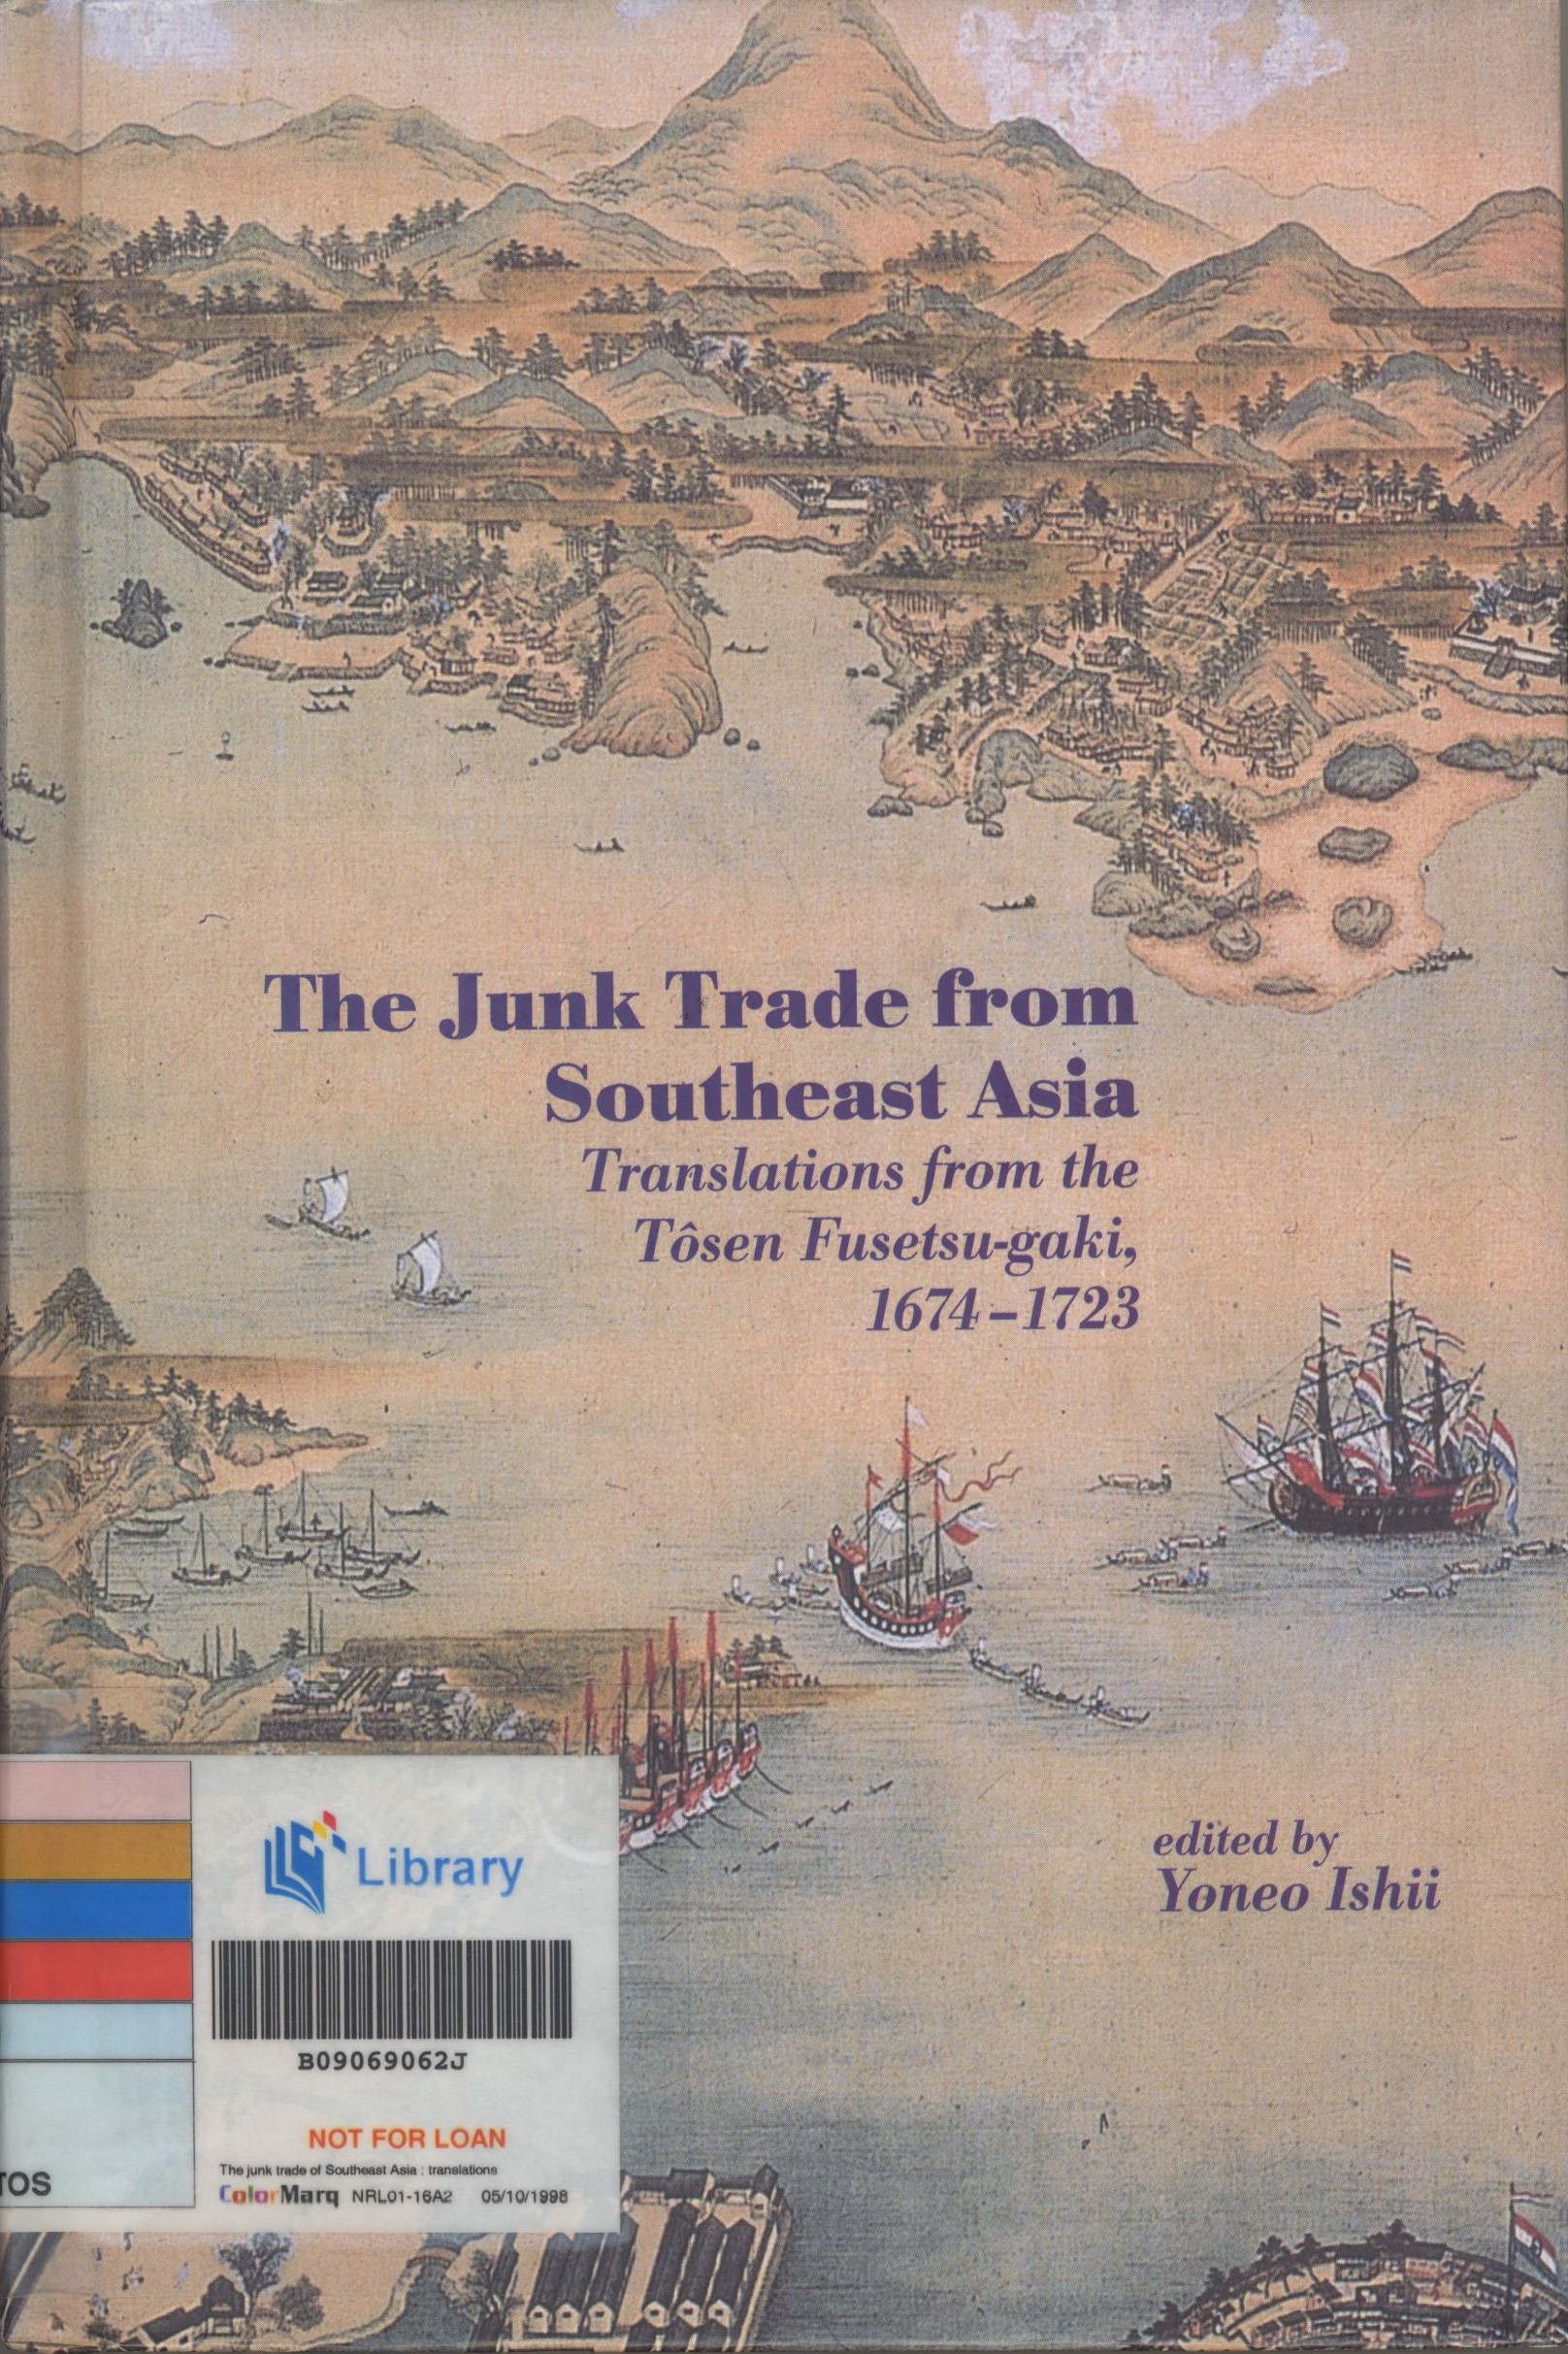 The Junk Trade from
Southeast Asia
Translations from the
Tôsen Fusetsu-gaki,
1674–1723
edited by
Yoneo Ishii
Library
B09069062J
NOT FOR LOAN
The junk trade of Southeast Asia : translations
ColorMarq NRL01-16A2 05/10/1998
TOS